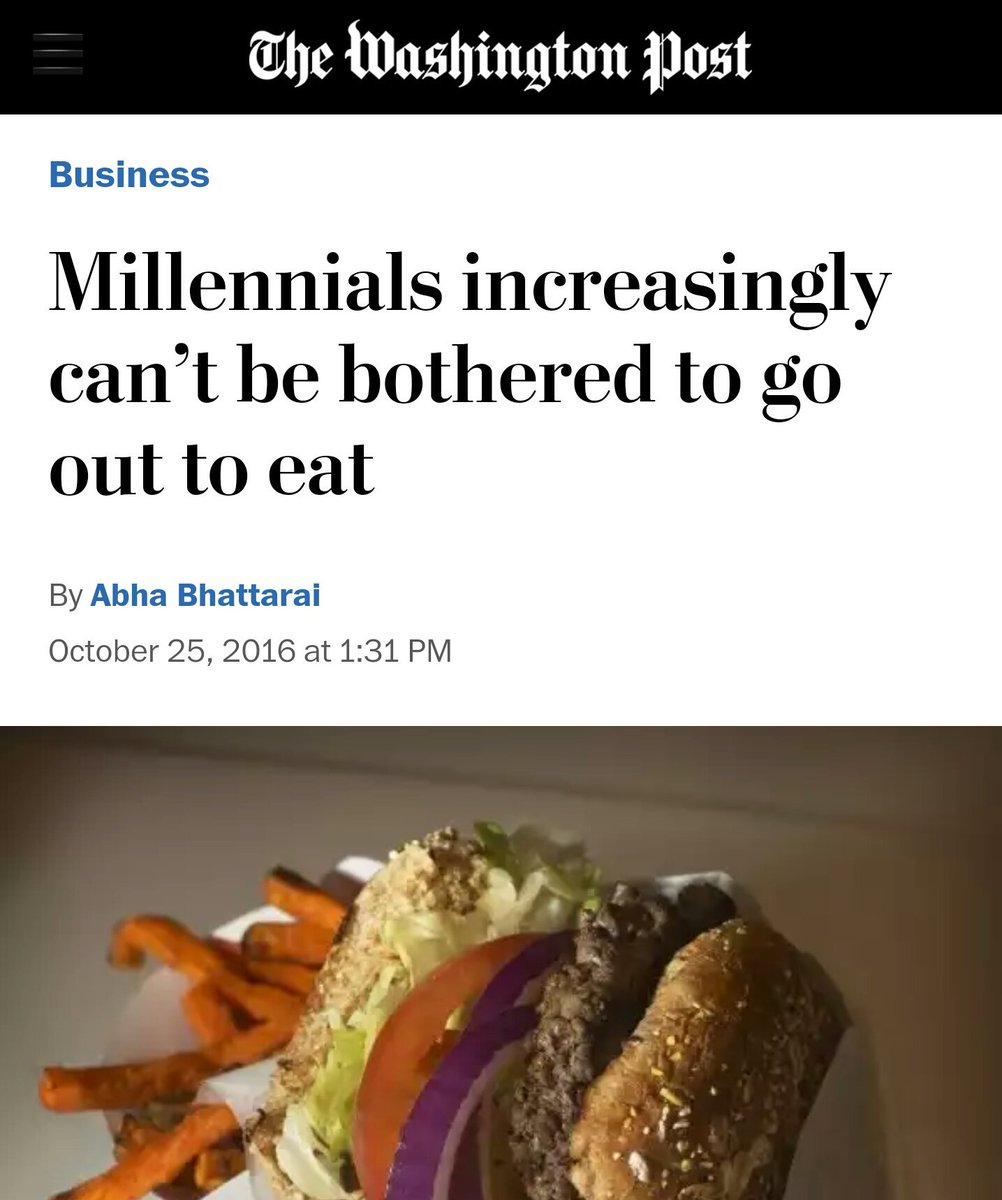 The Washington Post
Business
Millennials increasingly
can’t be bothered to go
out to eat
By Abha Bhattarai
October 25, 2016 at 1:31 PM